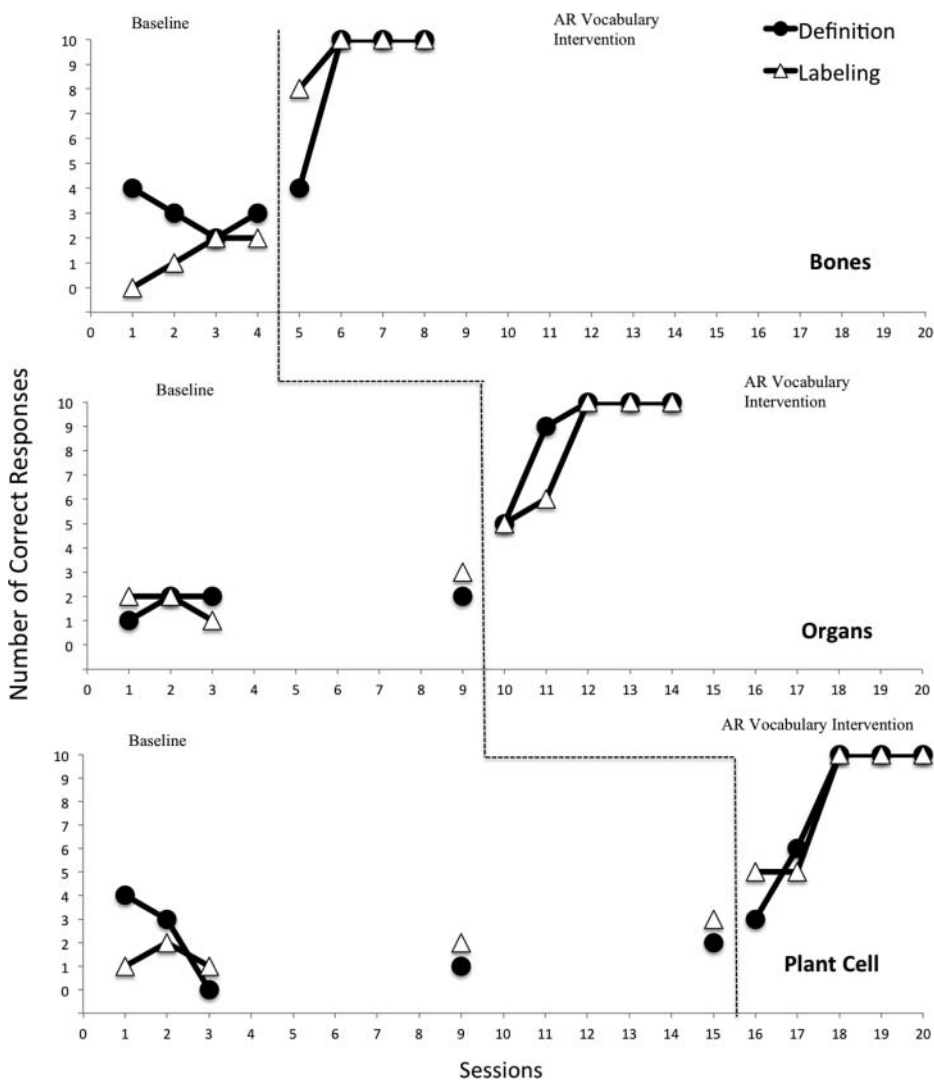 Baseline
AR Vocabulary
Intervention
Definition
Labeling
10
9
8
7
6
5
4
3
2
1
0
Bones
0 1 2 3 4 5 6 7 8 9 10 11 12 13 14 15 16 17 18 19 20
Number of Correct Responses
Baseline
AR Vocabulary
Intervention
10
9
8
7
6
5
4
3
2
1
0
Organs
0 1 2 3 4 5 6 7 8 9 10 11 12 13 14 15 16 17 18 19 20
Baseline
AR Vocabulary Intervention
10
9
8
7
6
5
4
3
2
1
0
Plant Cell
0 1 2 3 4 5 6 7 8 9 10 11 12 13 14 15 16 17 18 19 20
Sessions